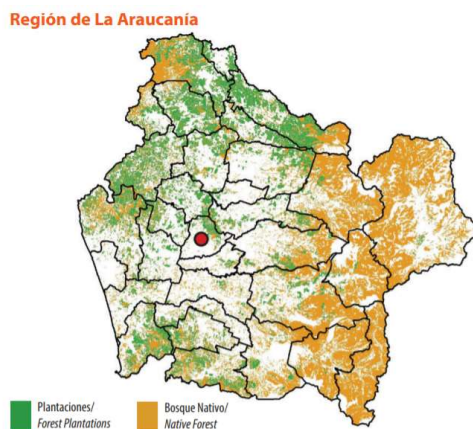 Región de La Araucanía
Plantaciones/
Forest Plantations
Bosque Nativo/
Native Forest